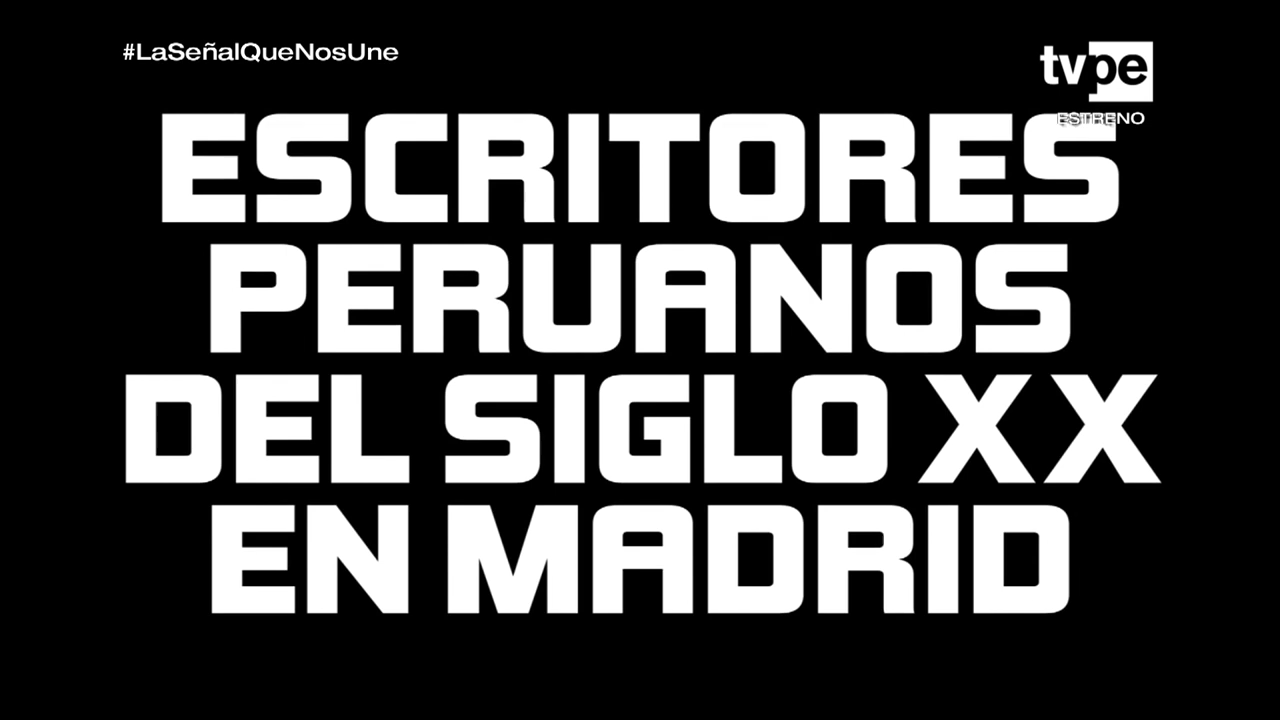 #LaSeñalQueNosUne
tvpe
ESTRENO
ESCRITORES
PERUANOS
DEL SIGLO XX
EN MADRID